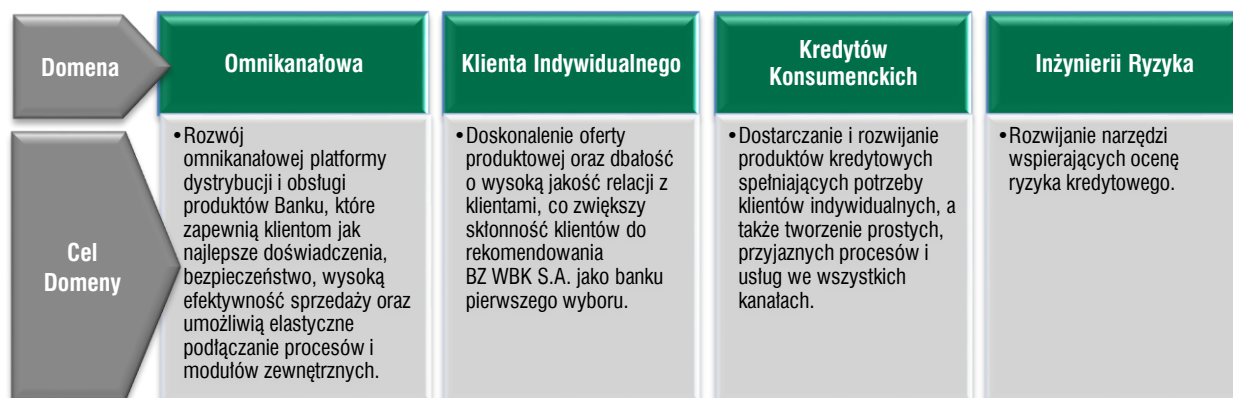 Domena
Omnikanałowa
Klienta Indywidualnego
Kredytów
Konsumenckich
Inżynierii Ryzyka
Cel
Domeny
•Rozwój
omnikanałowej platformy
dystrybucji i obsługi
produktów Banku, które
zapewnią klientom jak
najlepsze doświadczenia,
bezpieczeństwo, wysoką
efektywność sprzedaży oraz
umożliwią elastyczne
podłączanie procesów i
modułów zewnętrznych.
•Doskonalenie oferty
produktowej oraz dbałość
o wysoką jakość relacji z
klientami, co zwiększy
skłonność klientów do
rekomendowania
BZ WBK S.A. jako banku
pierwszego wyboru.
•Dostarczanie i rozwijanie
produktów kredytowych
spełniających potrzeby
klientów indywidualnych, a
także tworzenie prostych,
przyjaznych procesów i
usług we wszystkich
kanałach.
•Rozwijanie narzędzi
wspierających ocenę
ryzyka kredytowego.